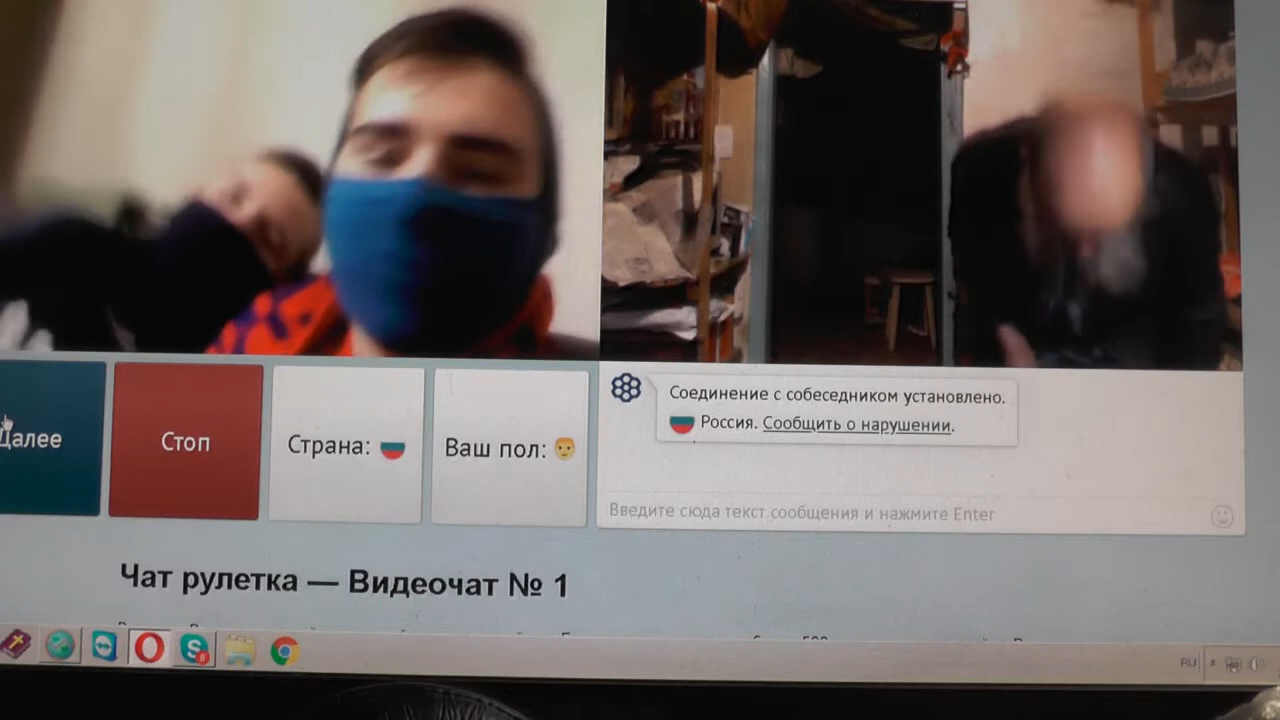 Соединение с собеседником установлено.
Россия. Сообщить о нарушении.
Далее
Стоп
Страна:
Ваш пол:
Введите сюда текст сообщения и нажмите Enter
Чат рулетка — Видеочат № 1
RU